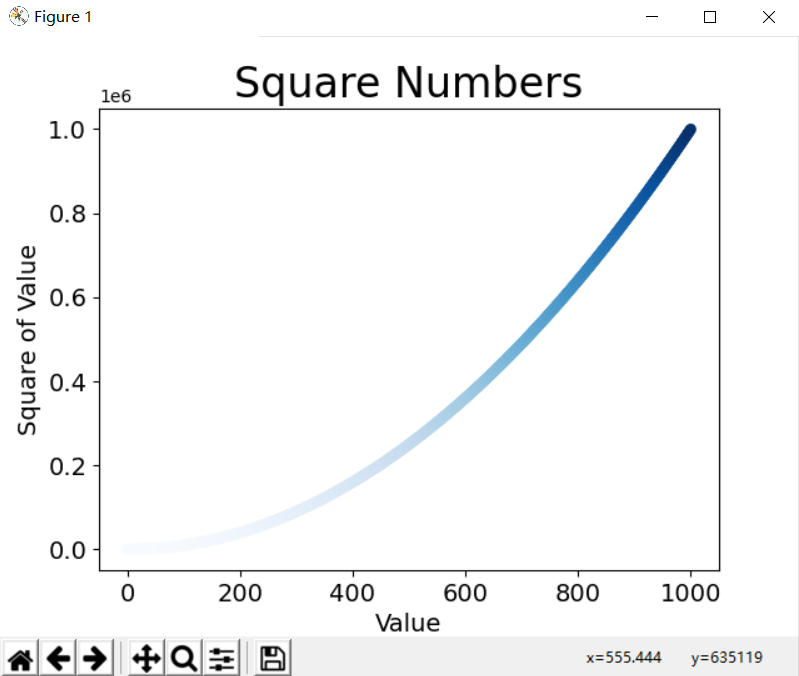 Figure 1
Square Numbers
1e6
1.0
0.8
0.6
0.4
0.2
0.0
Square of Value
0 200 400 600 800 1000
Value
x=555.444 y=635119